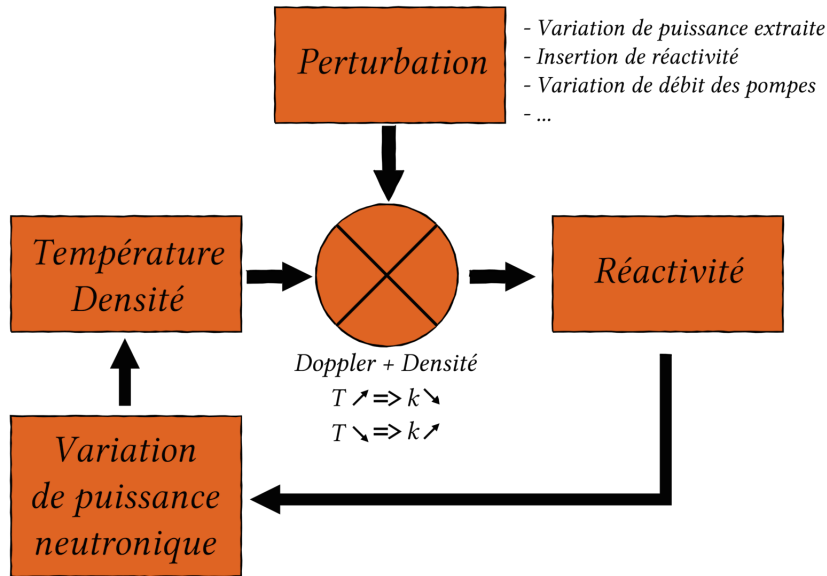 Perturbation
- Variation de puissance extraite
- Insertion de réactivité
- Variation de débit des pompes
- ...
Température
Densité
Réactivité
Doppler + Densité
T ↗ => k ↘
T ↘ => k ↗
Variation
de puissance
neutronique